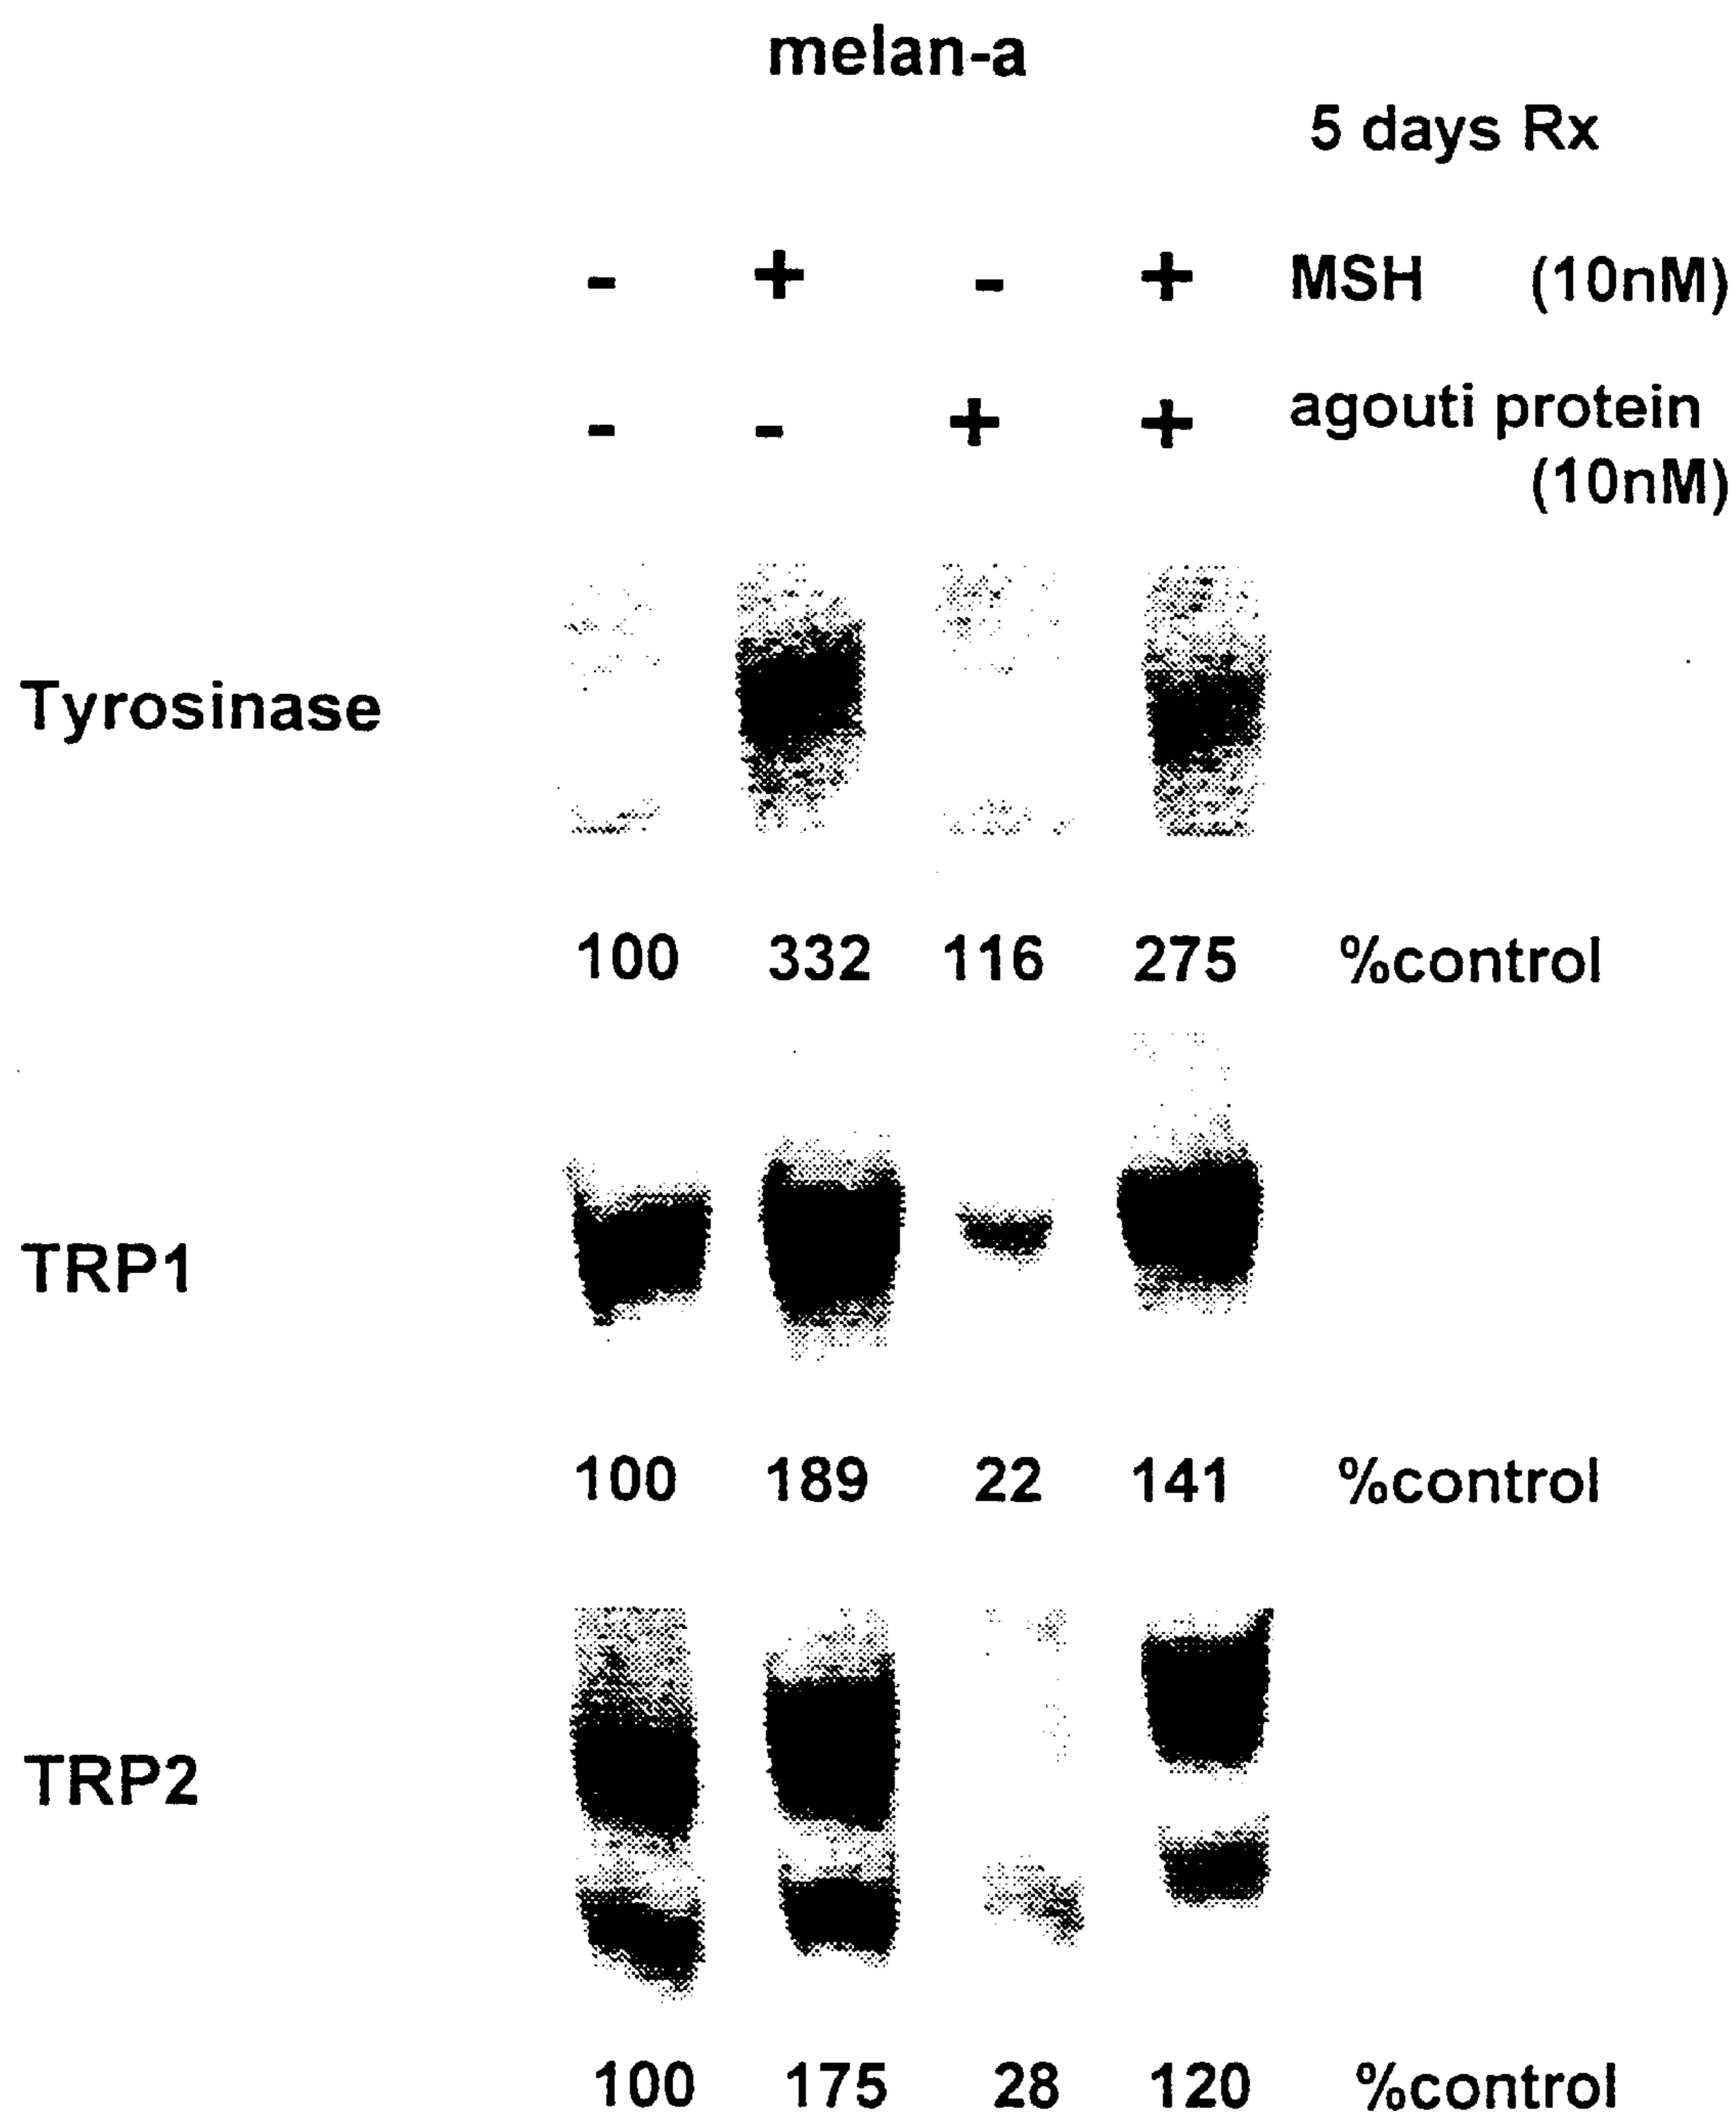 melan-a
5 days Rx
- + - + MSH (10nM)
- - + + agouti protein
(10nM)
Tyrosinase
100 332 116 275 %control
TRP1
100 189 22 141 %control
TRP2
100 175 28 120 %control